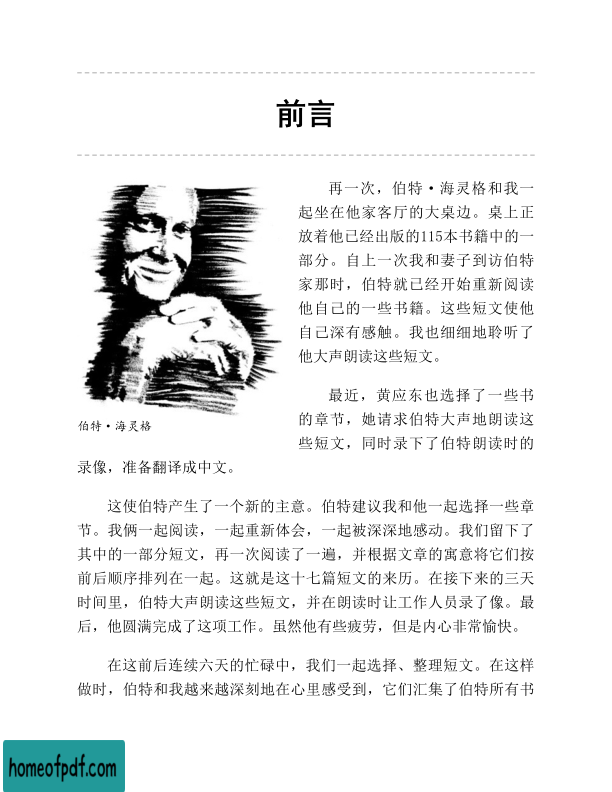 前言
再一次，伯特·海灵格和我一
起坐在他家客厅的大桌边。桌上正
放着他已经出版的115本书籍中的一
部分。自上一次我和妻子到访伯特
家那时，伯特就已经开始重新阅读
他自己的一些书籍。这些短文使他
自己深有感触。我也细细地聆听了
他大声朗读这些短文。
最近，黄应东也选择了一些书
的章节，她请求伯特大声地朗读这
些短文，同时录下了伯特朗读时的
伯特·海灵格
录像，准备翻译成中文。
这使伯特产生了一个新的主意。伯特建议我和他一起选择一些章
节。我俩一起阅读，一起重新体会，一起被深深地感动。我们留下了
其中的一部分短文，再一次阅读了一遍，并根据文章的寓意将它们按
前后顺序排列在一起。这就是这十七篇短文的来历。在接下来的三天
时间里，伯特大声朗读这些短文，并在朗读时让工作人员录了像。最
后，他圆满完成了这项工作。虽然他有些疲劳，但是内心非常愉快。
在这前后连续六天的忙碌中，我们一起选择、整理短文。在这样
做时，伯特和我越来越深刻地在心里感受到，它们汇集了伯特所有书
homeofpdf.com